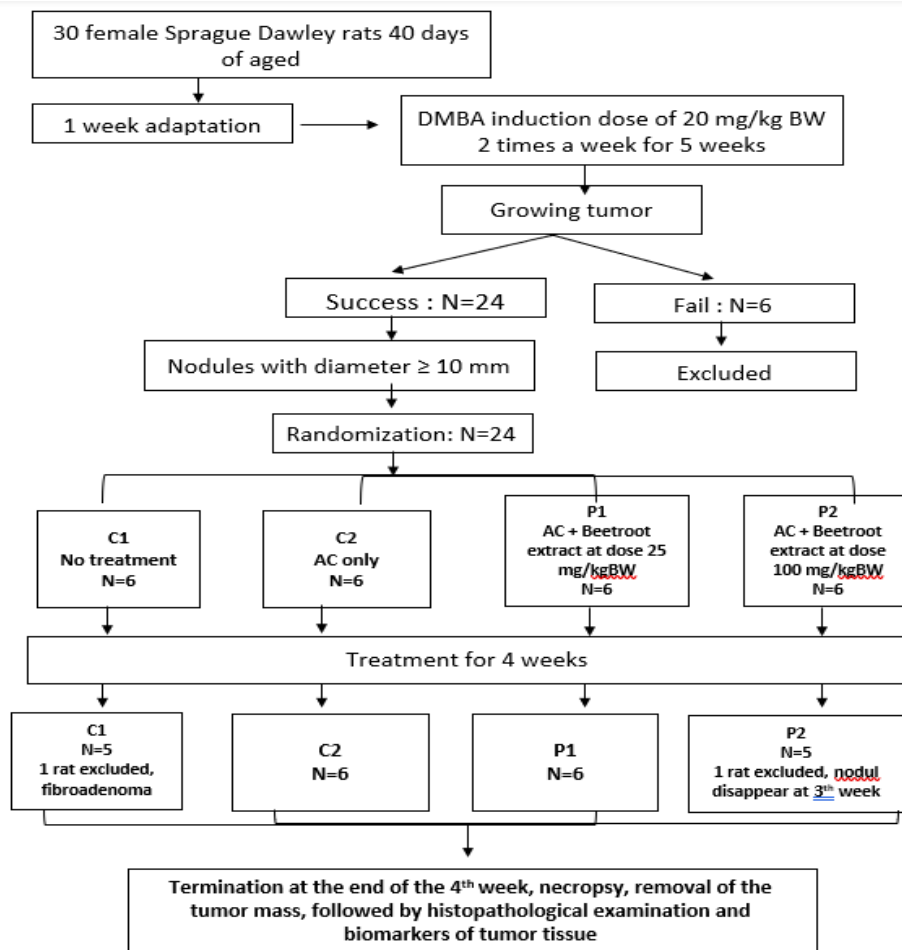 30 female Sprague Dawley rats 40 days
of aged
1 week adaptation
DMBA induction dose of 20 mg/kg BW
2 times a week for 5 weeks
Growing tumor
Success : N=24
Fail : N=6
Nodules with diameter ≥ 10 mm
Excluded
Randomization: N=24
C1
No treatment
N=6
C2
AC only
N=6
P1
AC + Beetroot
extract at dose 25
mg/kgBW
N=6
P2
AC + Beetroot
extract at dose
100 mg/kgBW
N=6
Treatment for 4 weeks
C1
N=5
1 rat excluded,
fibroadenoma
C2
N=6
P1
N=6
P2
N=5
1 rat excluded, nodul
disappear at 3th week
Termination at the end of the 4th week, necropsy, removal of the
tumor mass, followed by histopathological examination and
biomarkers of tumor tissue